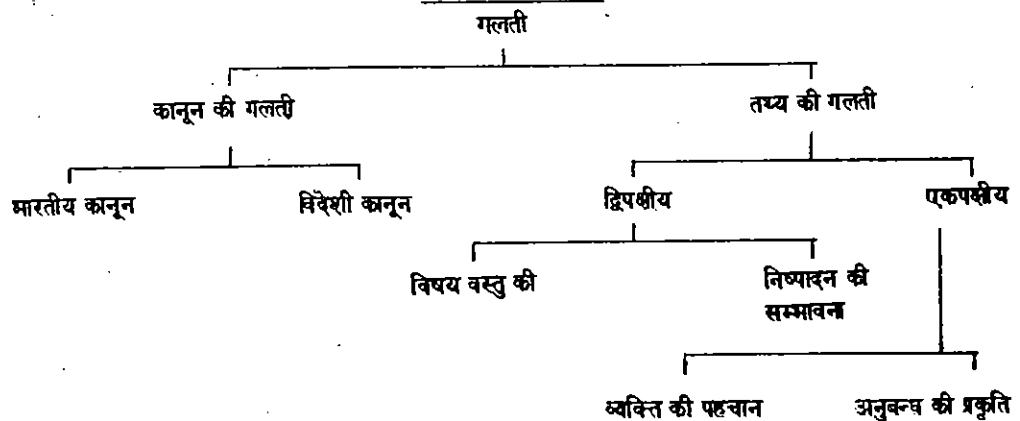 गलती
कानून की गलती तथ्य की गलती
भारतीय कानून विदेशी कानून द्विपक्षीय एकपक्षीय
विषय वस्तु की निष्पादन की
सम्भावना
व्यक्ति की पहचान अनुबन्ध की प्रकृति